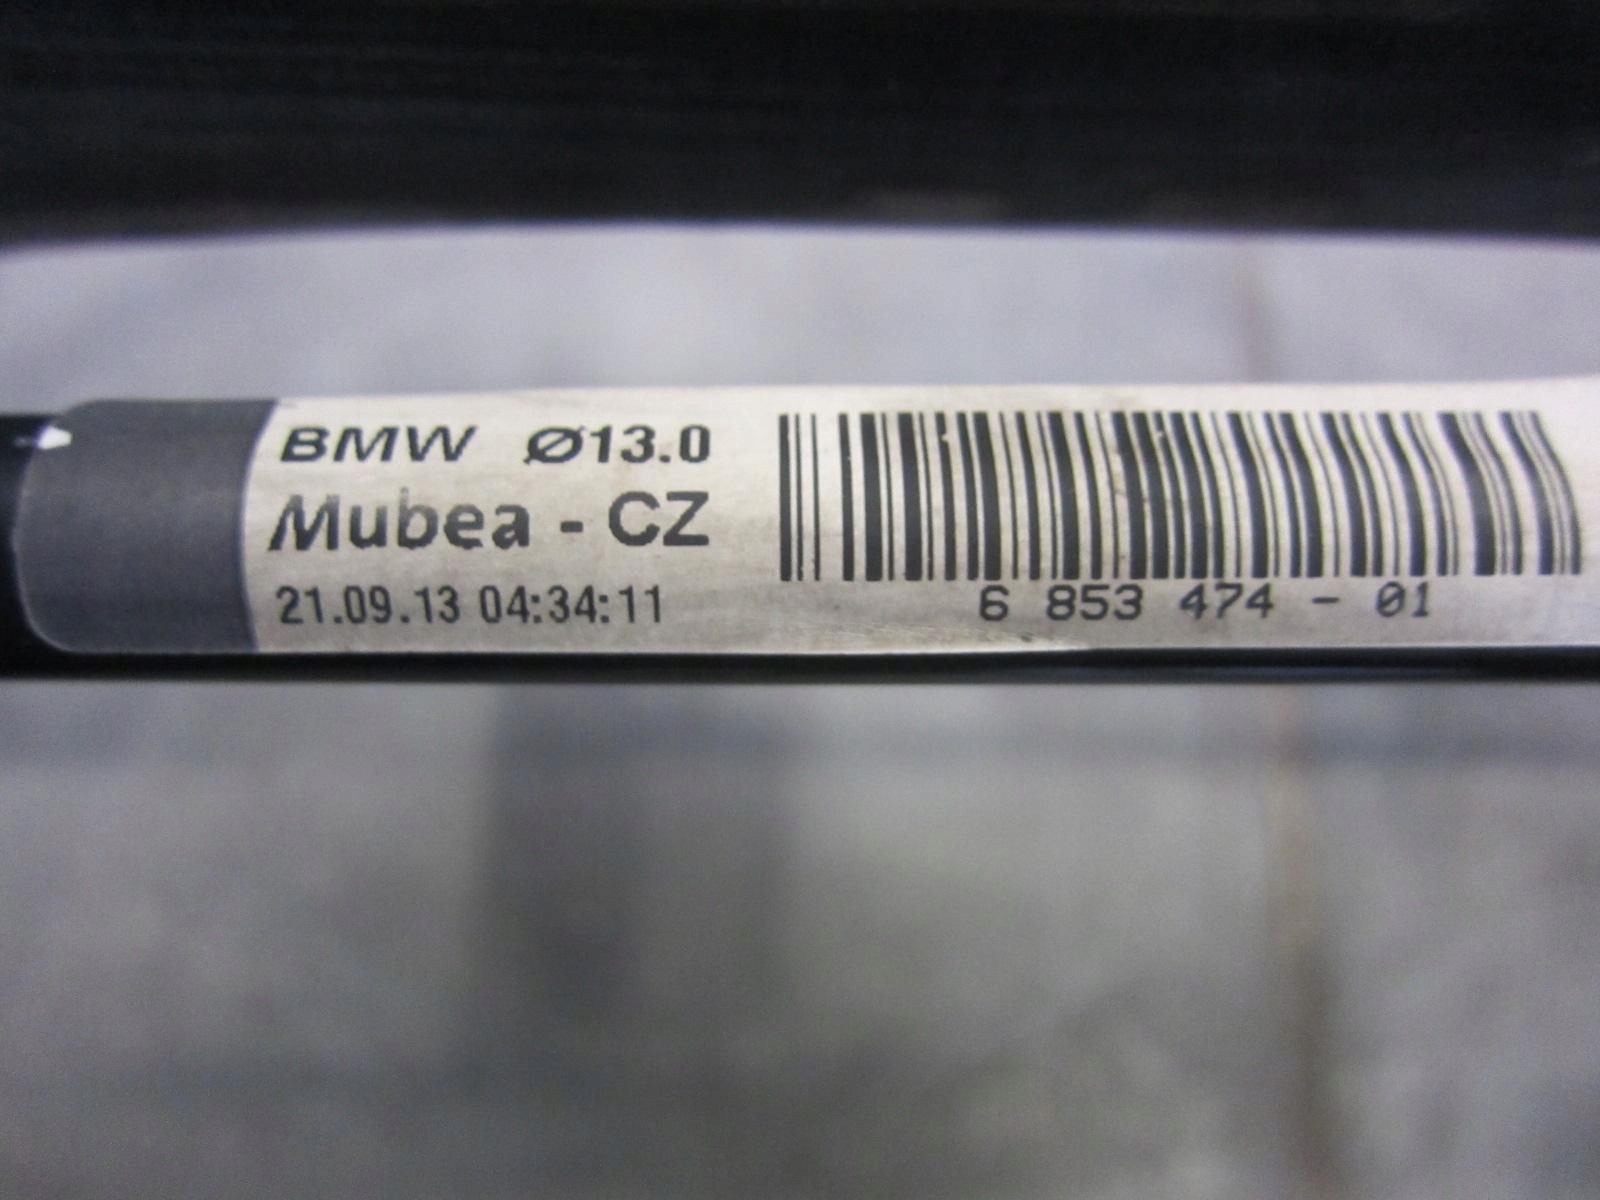 BMW Ø13.0
Mubea - CZ
21.09.13 04:34:11
6 853 474 - 01